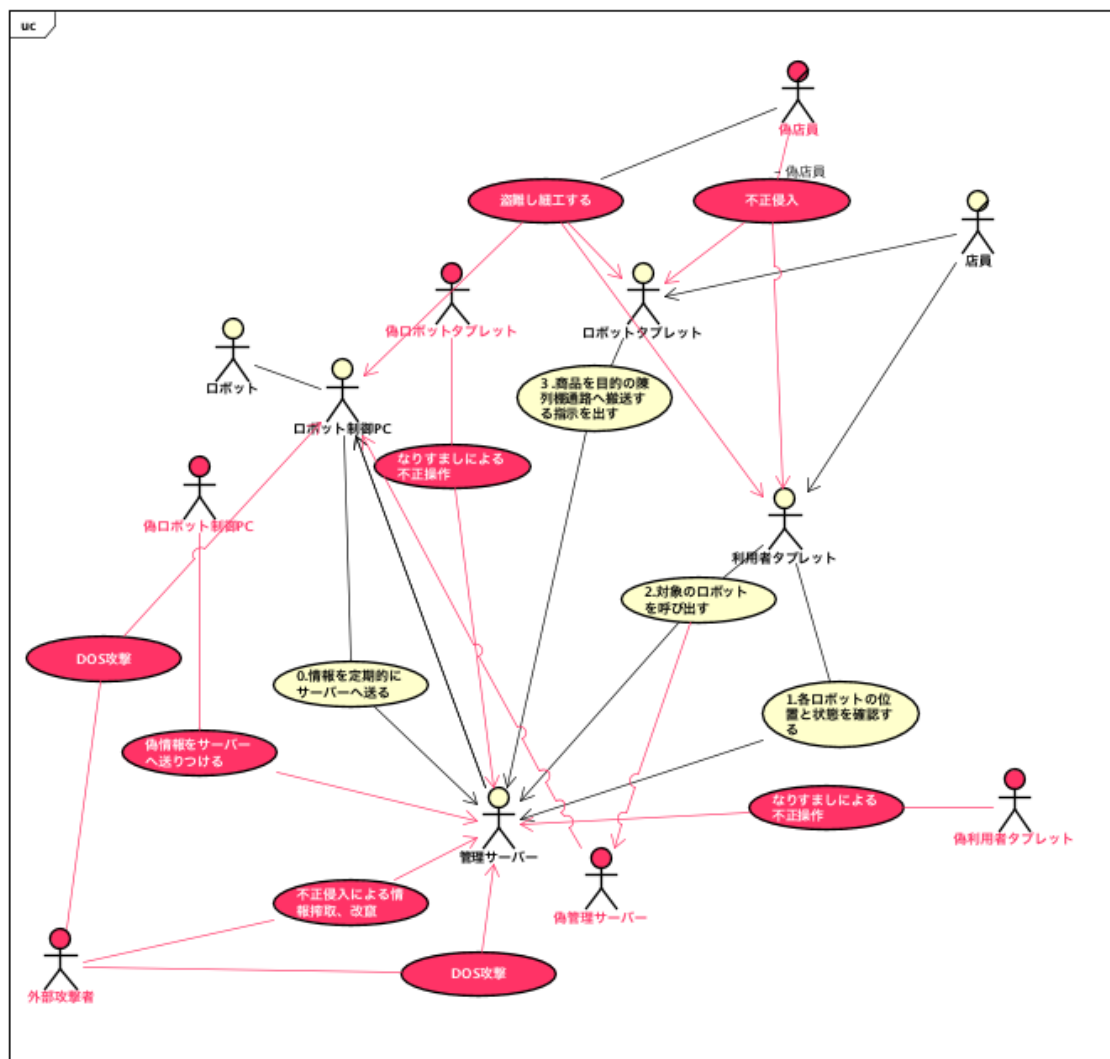 uc
偽店員
- 偽店員
盗難し細工する
不正侵入
店員
偽ロボットタブレット
ロボットタブレット
ロボット
3 .商品を目的の陳
列棚通路へ搬送す
る指示を出す
ロボット制御PC
なりすましによる
不正操作
偽ロボット制御PC
利用者タブレット
2.対象のロボット
を呼び出す
DOS攻撃
0.情報を定期的に
サーバーへ送る
1.各ロボットの位
置と状態を確認す
る
偽情報をサーバー
へ送りつける
なりすましによる
不正操作
偽利用者タブレット
管理サーバー
不正侵入による情
報搾取、改竄
偽管理サーバー
DOS攻撃
外部攻撃者